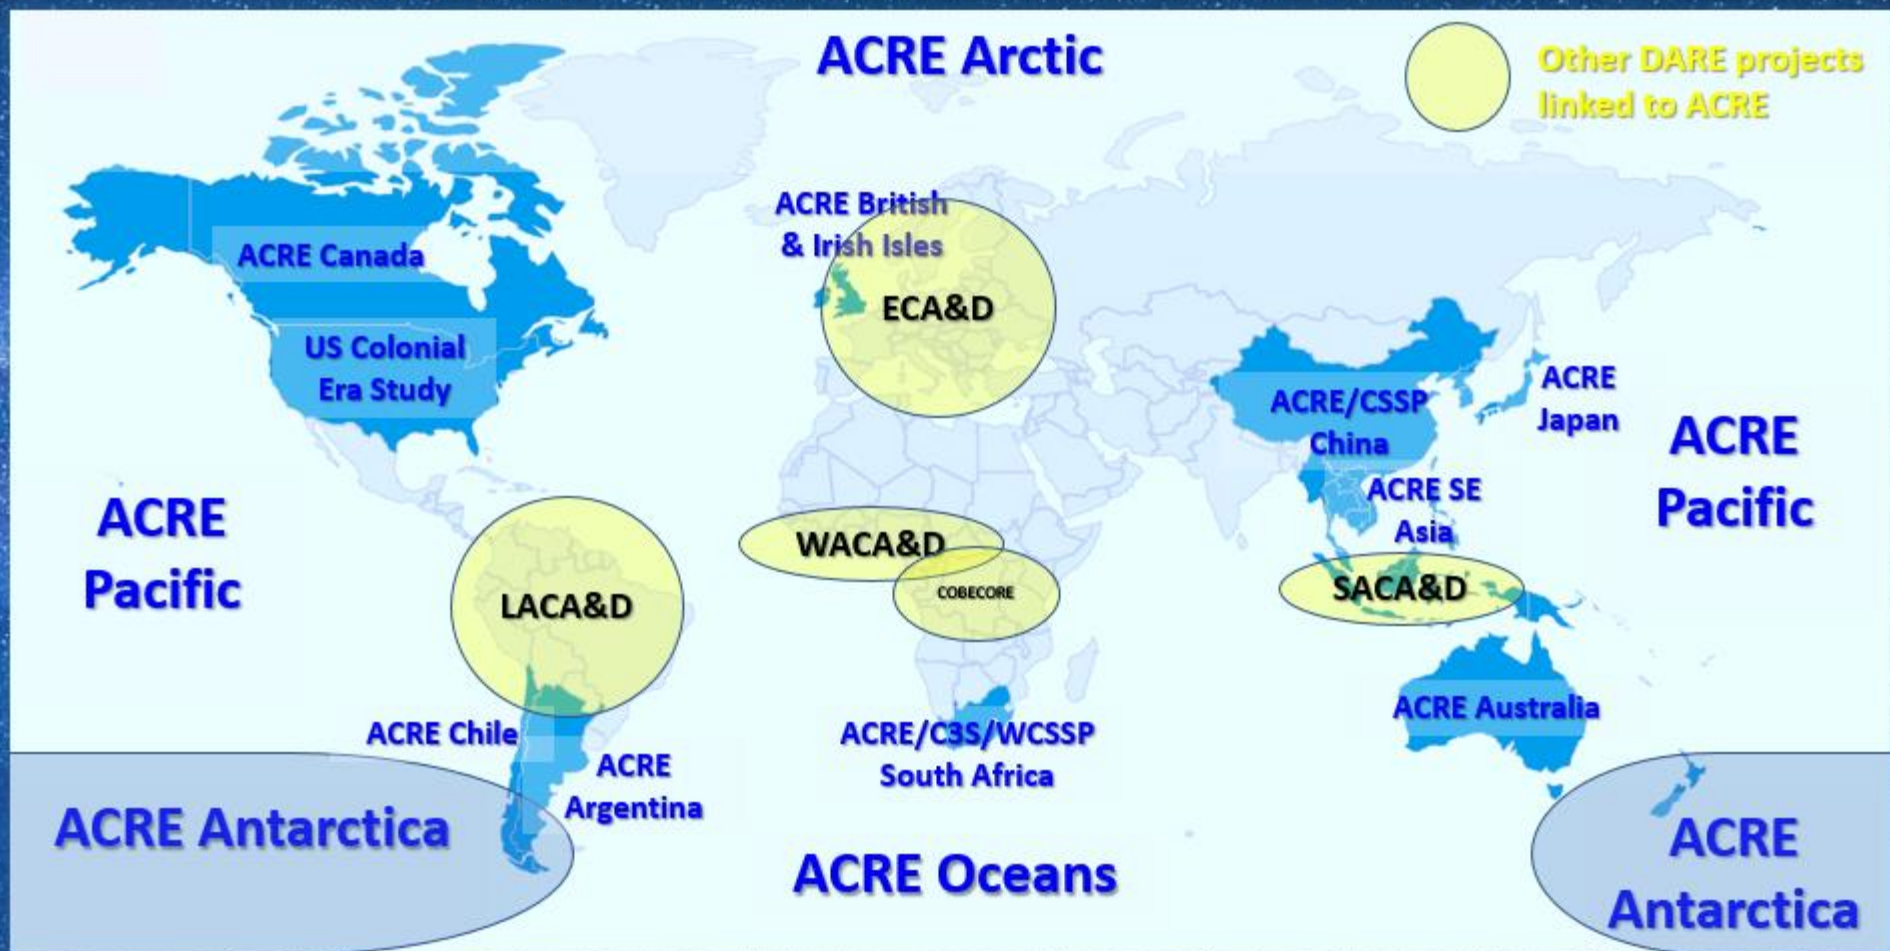 ACRE Arctic
Other DARE projects
linked to ACRE
ACRE British
& Irish Isles
ACRE Canada
ECA&D
US Colonial
Era Study
ACRE
Japan
ACRE/CSSP
China
ACRE
Pacific
ACRE SE
Asia
ACRE
Pacific
WACA&D
COBECORE
SACA&D
LACA&D
ACRE Australia
ACRE Chile
ACRE/C3S/WCSSP
South Africa
ACRE
Argentina
ACRE Antarctica
ACRE Oceans
ACRE
Antarctica